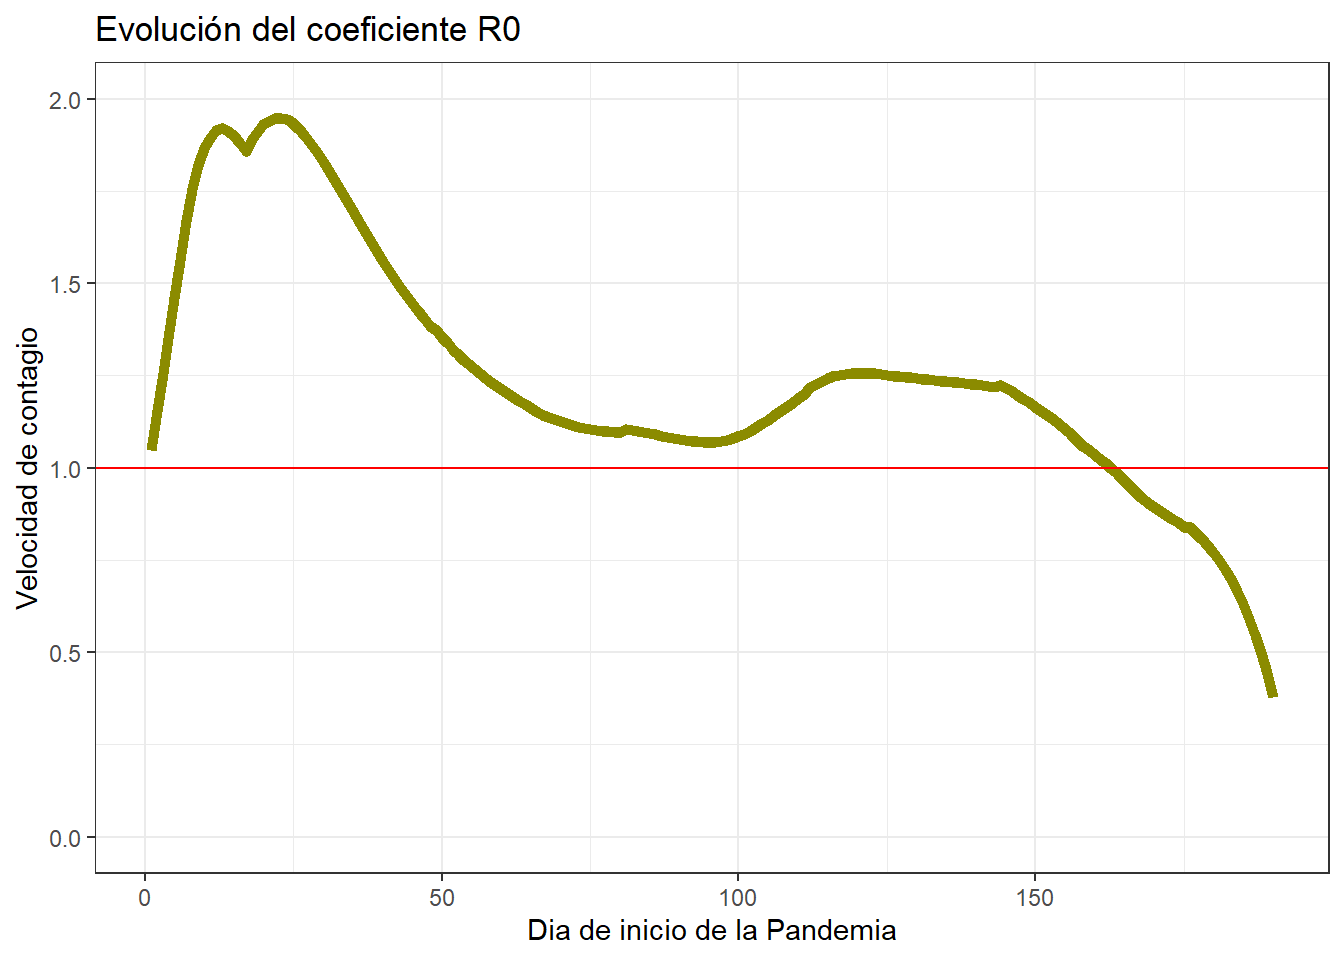 Evolución del coeficiente R0
2.0
1.5
1.0
0.5
0.0
Velocidad de contagio
0 50 100 150
Dia de inicio de la Pandemia